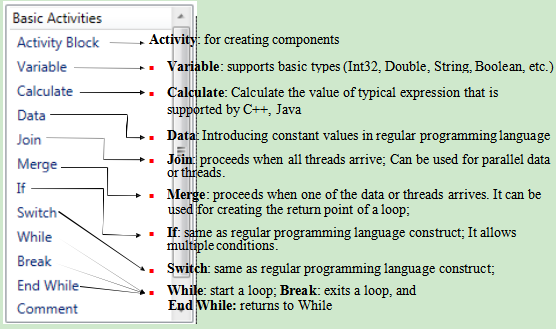 Basic Activities
Activity Block
Variable
Calculate
Data
Join
Merge
If
Switch
While
Break
End While
Comment
Activity: for creating components
Variable: supports basic types (Int32, Double, String, Boolean, etc.)
Calculate: Calculate the value of typical expression that is
supported by C++, Java
Data: Introducing constant values in regular programming language
Join: proceeds when all threads arrive; Can be used for parallel data
or threads.
Merge: proceeds when one of the data or threads arrives. It can be
used for creating the return point of a loop;
If: same as regular programming language construct; It allows
multiple conditions.
Switch: same as regular programming language construct;
While: start a loop; Break: exits a loop, and
End While: returns to While